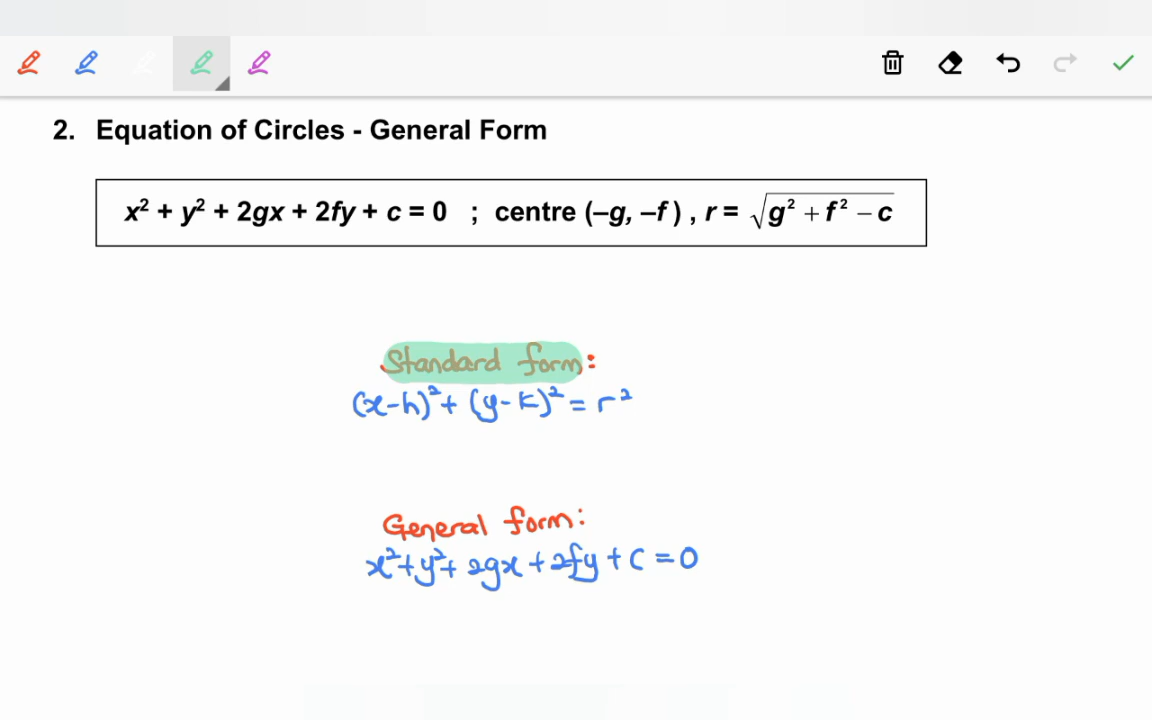 2. Equation of Circles - General Form
x² + y² + 2gx + 2fy + c = 0 ; centre (–g, –f ) , r = √(g² + f² – c)
Standard form:
(x-h)² + (y-k)² = r²
General form:
x²+y²+ 2gx + 2fy + c = 0